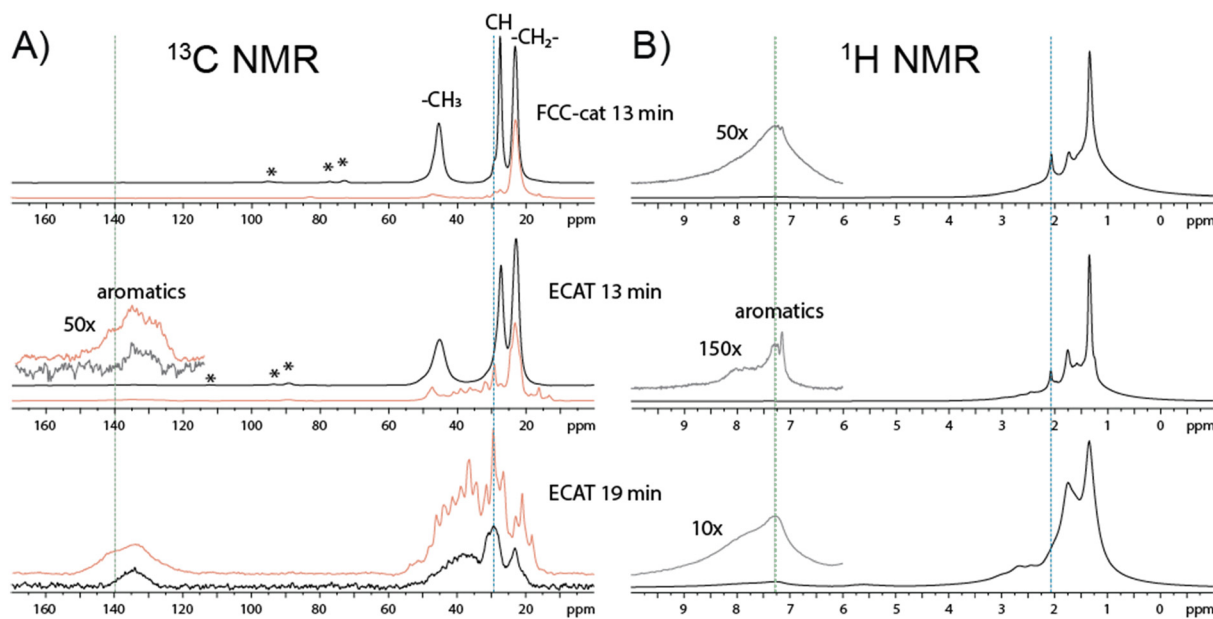 A)
¹³C NMR
CH
-CH₂-
-CH₃
FCC-cat 13 min
* * *
160 140 120 100 80 60 40 20 ppm
aromatics
50x
ECAT 13 min
* * *
160 140 120 100 80 60 40 20 ppm
ECAT 19 min
160 140 120 100 80 60 40 20 ppm
B)
¹H NMR
50x
9 8 7 6 5 4 3 2 1 0 ppm
aromatics
150x
9 8 7 6 5 4 3 2 1 0 ppm
10x
9 8 7 6 5 4 3 2 1 0 ppm